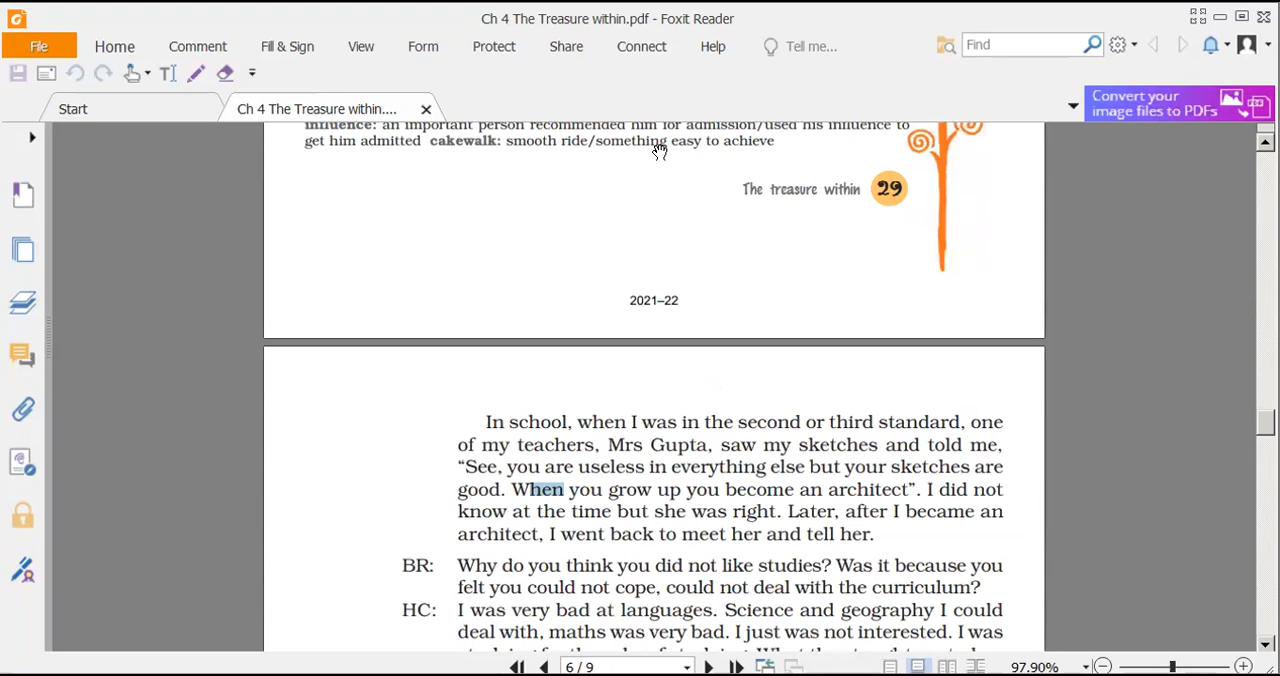 Ch 4 The Treasure within.pdf - Foxit Reader
File Home Comment Fill & Sign View Form Protect Share Connect Help Tell me... Find
Start Ch 4 The Treasure within.... Convert your
image files to PDFs
influence: an important person recommended him for admission/used his influence to
get him admitted cakewalk: smooth ride/something easy to achieve
The treasure within 29
2021–22
In school, when I was in the second or third standard, one
of my teachers, Mrs Gupta, saw my sketches and told me,
“See, you are useless in everything else but your sketches are
good. When you grow up you become an architect”. I did not
know at the time but she was right. Later, after I became an
architect, I went back to meet her and tell her.
BR: Why do you think you did not like studies? Was it because you
felt you could not cope, could not deal with the curriculum?
HC: I was very bad at languages. Science and geography I could
deal with, maths was very bad. I just was not interested. I was
6 / 9 97.90%